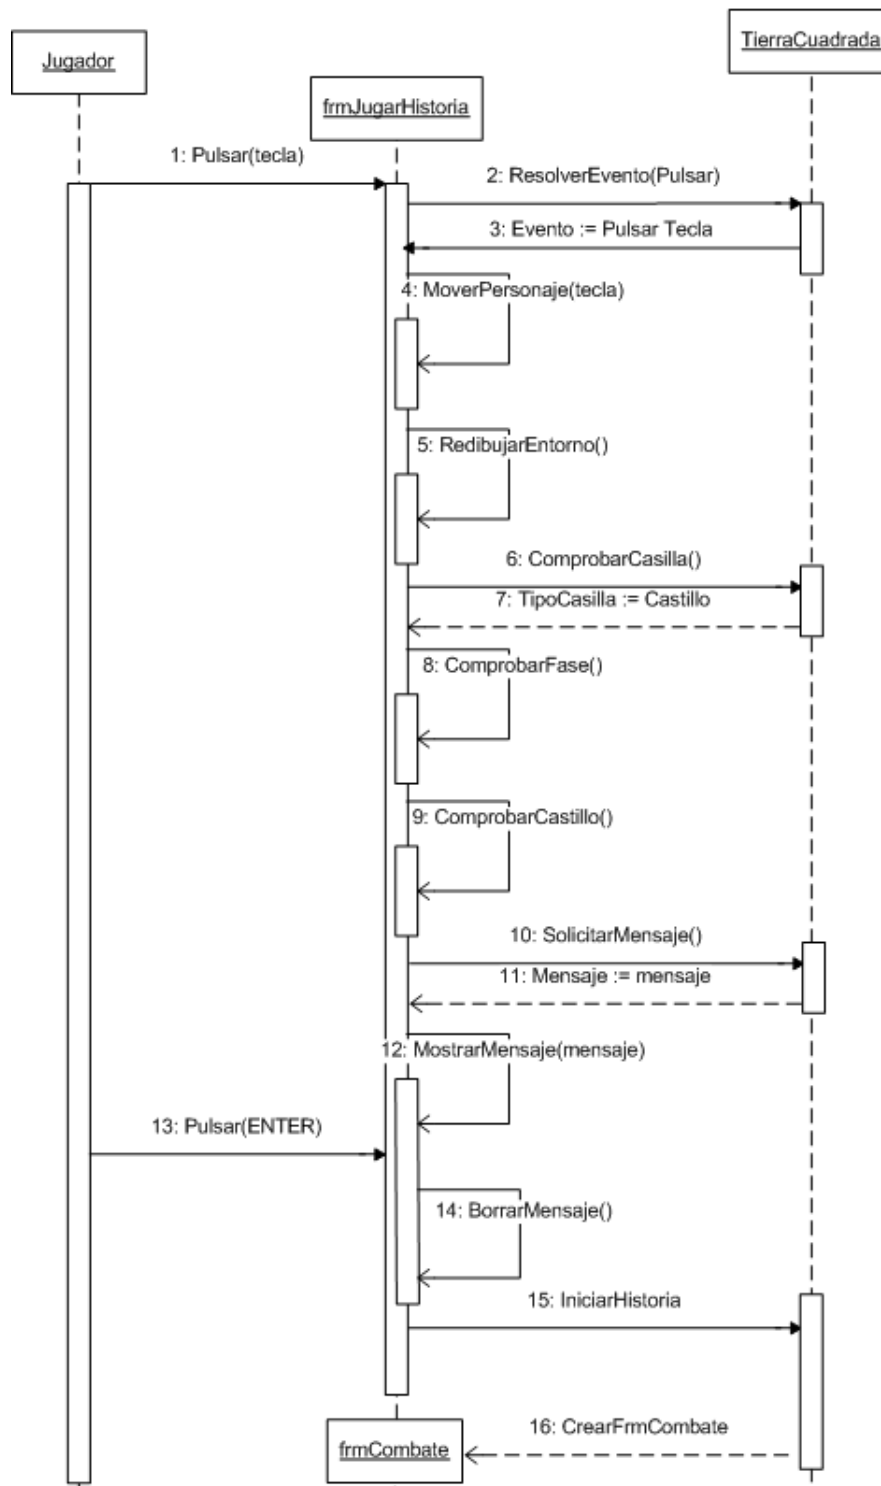 TierraCuadrada
Jugador
frmJugarHistoria
1: Pulsar(tecla)
2: ResolverEvento(Pulsar)
3: Evento := Pulsar Tecla
4: MoverPersonaje(tecla)
5: RedibujarEntorno()
6: ComprobarCasilla()
7: TipoCasilla := Castillo
8: ComprobarFase()
9: ComprobarCastillo()
10: SolicitarMensaje()
11: Mensaje := mensaje
12: MostrarMensaje(mensaje)
13: Pulsar(ENTER)
14: BorrarMensaje()
15: IniciarHistoria
16: CrearFrmCombate
frmCombate